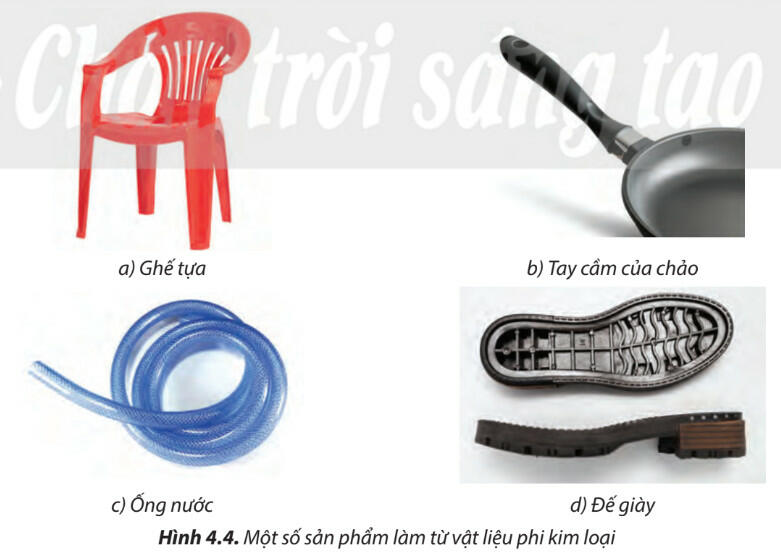 Chân trời sáng tạo
a) Ghế tựa
b) Tay cầm của chảo
c) Ống nước
d) Đế giày
Hình 4.4. Một số sản phẩm làm từ vật liệu phi kim loại